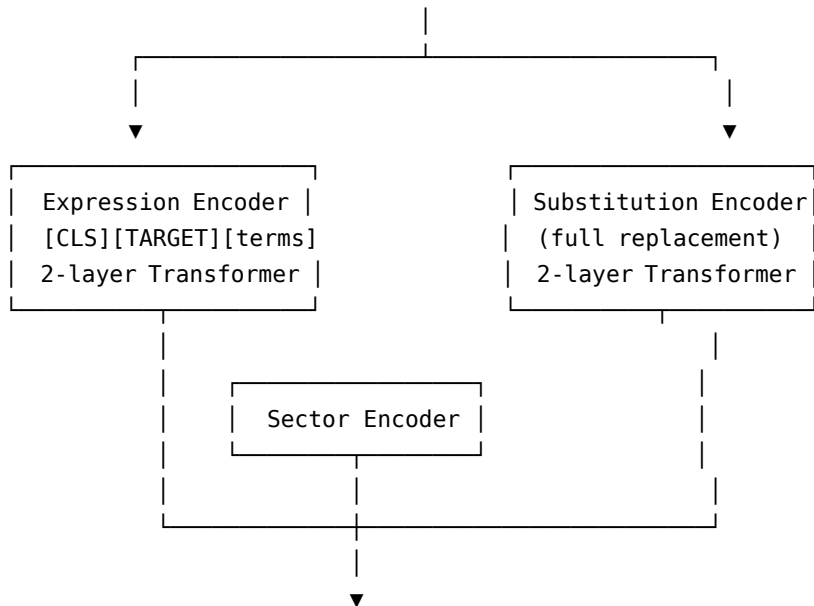 Expression Encoder
Substitution Encoder
[CLS][TARGET][terms]
(full replacement)
2-layer Transformer
2-layer Transformer
Sector Encoder